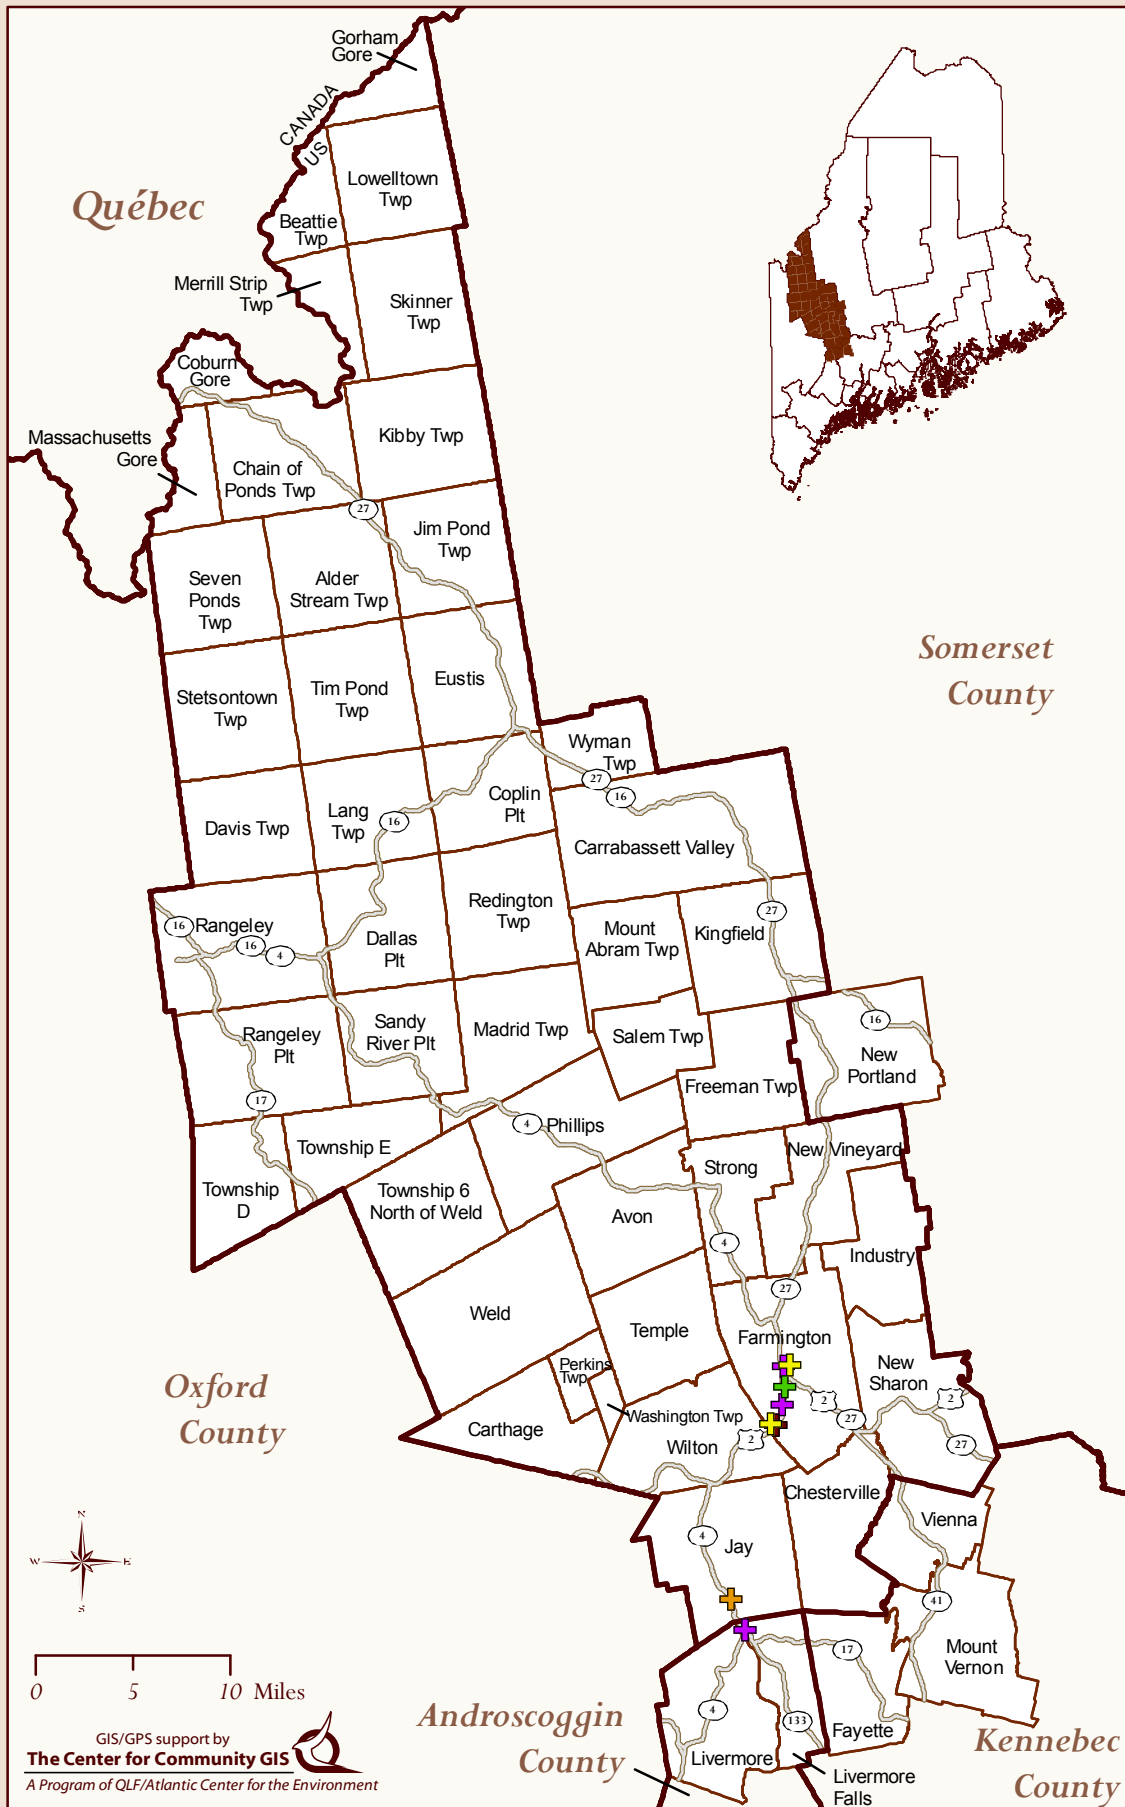 Gorham
Gore
CANADA
US
Lowelltown
Twp
Québec
Beattie
Twp
Merrill Strip
Twp
Skinner
Twp
Coburn
Gore
Massachusetts
Gore
Kibby Twp
Chain of
Ponds Twp
27
Jim Pond
Twp
Seven
Ponds
Twp
Alder
Stream Twp
Somerset
County
Stetsontown
Twp
Tim Pond
Twp
Eustis
Wyman
Twp
27
16
Davis Twp
Lang
Twp
16
Coplin
Plt
Carrabassett Valley
16
Rangeley
16
4
Dallas
Plt
Redington
Twp
Mount
Abram Twp
Kingfield
27
Rangeley
Plt
Sandy
River Plt
Madrid Twp
Salem Twp
16
New
Portland
Freeman Twp
17
4
Phillips
Township E
Township
D
Township 6
North of Weld
Strong
New Vineyard
Avon
4
Industry
27
Weld
Temple
Farmington
Perkins
Twp
New
Sharon
2
2
27
27
Oxford
County
Carthage
Washington Twp
Wilton
2
Chesterville
Vienna
4
Jay
41
Mount
Vernon
N
W
E
S
0 5 10 Miles
17
4
133
Fayette
Livermore
Livermore
Falls
Androscoggin
County
Kennebec
County
GIS/GPS support by
The Center for Community GIS
A Program of QLF/Atlantic Center for the Environment